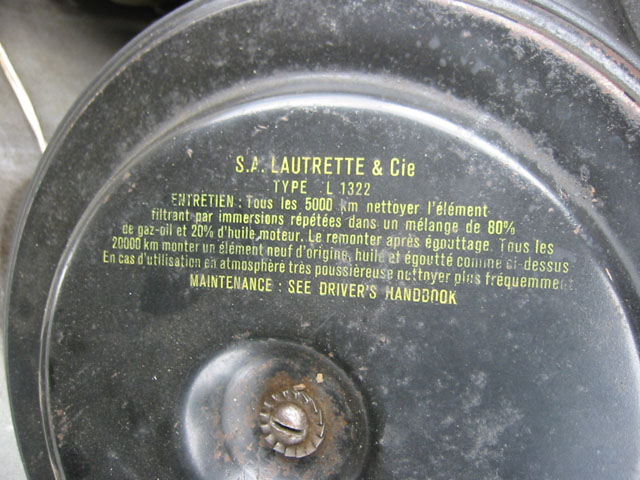 S.A. LAUTRETTE & Cie
TYPE L 1322
ENTRETIEN : Tous les 5000 km nettoyer l'élément
filtrant par immersions répétées dans un mélange de 80%
de gaz-oil et 20% d'huile moteur. Le remonter après égouttage. Tous les
20000 km monter un élément neuf d'origine, huilé et égoutté comme ci-dessus
En cas d'utilisation en atmosphère très poussièreuse nettoyer plus fréquemment
MAINTENANCE : SEE DRIVER'S HANDBOOK